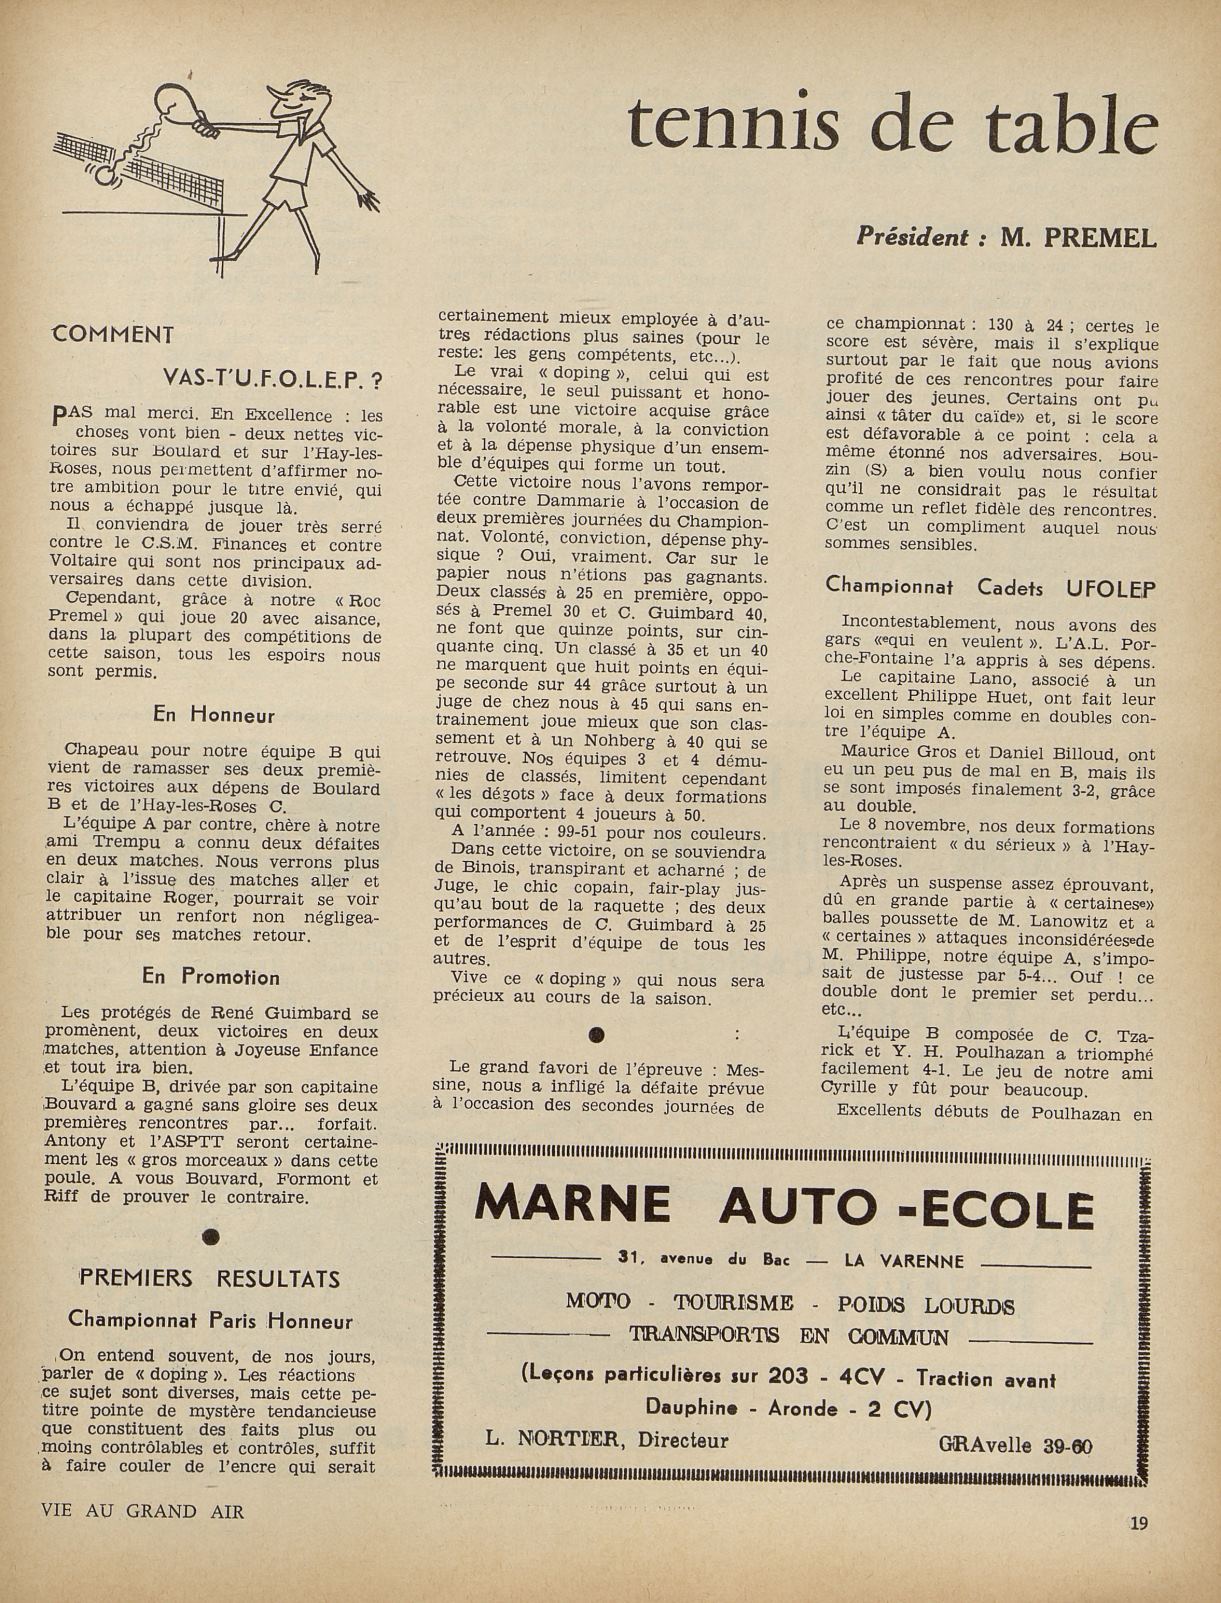 tennis de table
Président : M. PREMEL
COMMENT
VAS-T'U.F.O.L.E.P. ?
PAS mal merci. En Excellence : les
choses vont bien - deux nettes vic-
toires sur Boulard et sur l'Hay-les-
Roses, nous permettent d'affirmer no-
tre ambition pour le titre envié, qui
nous a échappé jusque là.
Il conviendra de jouer très serré
contre le C.S.M. Finances et contre
Voltaire qui sont nos principaux ad-
versaires dans cette division.
Cependant, grâce à notre « Roc
Premel » qui joue 20 avec aisance,
dans la plupart des compétitions de
cette saison, tous les espoirs nous
sont permis.
En Honneur
Chapeau pour notre équipe B qui
vient de ramasser ses deux premiè-
res victoires aux dépens de Boulard
B et de l'Hay-les-Roses C.
L'équipe A par contre, chère à notre
ami Trempu a connu deux défaites
en deux matches. Nous verrons plus
clair à l'issue des matches aller et
le capitaine Roger, pourrait se voir
attribuer un renfort non négligea-
ble pour ses matches retour.
En Promotion
Les protégés de René Guimbard se
promènent, deux victoires en deux
matches, attention à Joyeuse Enfance
et tout ira bien.
L'équipe B, drivée par son capitaine
Bouvard a gagné sans gloire ses deux
premières rencontres par... forfait.
Antony et l'ASPTT seront certaine-
ment les « gros morceaux » dans cette
poule. A vous Bouvard, Formont et
Riff de prouver le contraire.
●
PREMIERS RESULTATS
Championnat Paris Honneur
On entend souvent, de nos jours,
parler de « doping ». Les réactions
ce sujet sont diverses, mais cette pe-
titre pointe de mystère tendancieuse
que constituent des faits plus ou
moins contrôlables et contrôles, suffit
à faire couler de l'encre qui serait
certainement mieux employée à d'au-
tres rédactions plus saines (pour le
reste: les gens compétents, etc...).
Le vrai « doping », celui qui est
nécessaire, le seul puissant et hono-
rable est une victoire acquise grâce
à la volonté morale, à la conviction
et à la dépense physique d'un ensem-
ble d'équipes qui forme un tout.
Cette victoire nous l'avons rempor-
tée contre Dammarie à l'occasion de
deux premières journées du Champion-
nat. Volonté, conviction, dépense phy-
sique ? Oui, vraiment. Car sur le
papier nous n'étions pas gagnants.
Deux classés à 25 en première, oppo-
sés à Premel 30 et C. Guimbard 40,
ne font que quinze points, sur cin-
quante cinq. Un classé à 35 et un 40
ne marquent que huit points en équi-
pe seconde sur 44 grâce surtout à un
juge de chez nous à 45 qui sans en-
trainement joue mieux que son clas-
sement et à un Nohberg à 40 qui se
retrouve. Nos équipes 3 et 4 dému-
nies de classés, limitent cependant
« les dégots » face à deux formations
qui comportent 4 joueurs à 50.
A l'année : 99-51 pour nos couleurs.
Dans cette victoire, on se souviendra
de Binois, transpirant et acharné ; de
Juge, le chic copain, fair-play jus-
qu'au bout de la raquette ; des deux
performances de C. Guimbard à 25
et de l'esprit d'équipe de tous les
autres.
Vive ce « doping » qui nous sera
précieux au cours de la saison.
● :
Le grand favori de l'épreuve : Mes-
sine, nous a infligé la défaite prévue
à l'occasion des secondes journées de
ce championnat : 130 à 24 ; certes le
score est sévère, mais il s'explique
surtout par le fait que nous avions
profité de ces rencontres pour faire
jouer des jeunes. Certains ont pu
ainsi « tâter du caïd» et, si le score
est défavorable à ce point : cela a
même étonné nos adversaires. Bou-
zin (S) a bien voulu nous confier
qu'il ne considrait pas le résultat
comme un reflet fidèle des rencontres.
C'est un compliment auquel nous
sommes sensibles.
Championnat Cadets UFOLEP
Incontestablement, nous avons des
gars «qui en veulent ». L'A.L. Por-
che-Fontaine l'a appris à ses dépens.
Le capitaine Lano, associé à un
excellent Philippe Huet, ont fait leur
loi en simples comme en doubles con-
tre l'équipe A.
Maurice Gros et Daniel Billoud, ont
eu un peu pus de mal en B, mais ils
se sont imposés finalement 3-2, grâce
au double.
Le 8 novembre, nos deux formations
rencontraient « du sérieux » à l'Hay-
les-Roses.
Après un suspense assez éprouvant,
dû en grande partie à « certaines»
balles poussette de M. Lanowitz et a
« certaines » attaques inconsidérées de
M. Philippe, notre équipe A, s'impo-
sait de justesse par 5-4... Ouf ! ce
double dont le premier set perdu...
etc...
L'équipe B composée de C. Tza-
rick et Y. H. Poulhazan a triomphé
facilement 4-1. Le jeu de notre ami
Cyrille y fût pour beaucoup.
Excellents débuts de Poulhazan en
MARNE AUTO-ECOLE
31, avenue du Bac — LA VARENNE
MOTO - TOURISME - POIDS LOURDS
TRANSPORTS EN COMMUN
(Leçons particulières sur 203 - 4CV - Traction avant
Dauphine - Aronde - 2 CV)
L. NORTIER, Directeur GRAvelle 39-60
VIE AU GRAND AIR
19